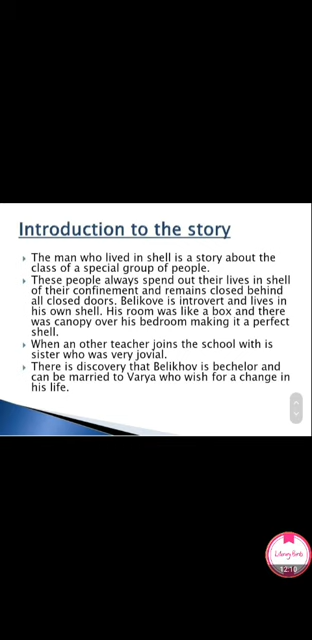 Introduction to the story
The man who lived in shell is a story about the
class of a special group of people.
These people always spend out their lives in shell
of their confinement and remains closed behind
all closed doors. Belikove is introvert and lives in
his own shell. His room was like a box and there
was canopy over his bedroom making it a perfect
shell.
When an other teacher joins the school with is
sister who was very jovial.
There is discovery that Belikhov is bechelor and
can be married to Varya who wish for a change in
his life.
12:10